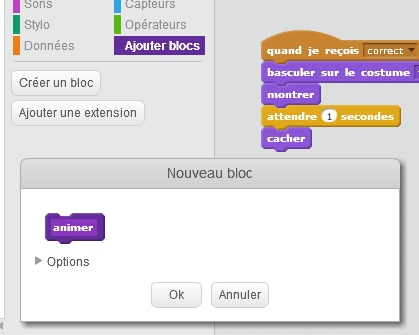 Sons
Capteurs
Stylo
Opérateurs
Données
Ajouter blocs
Créer un bloc
Ajouter une extension
quand je reçois correct
basculer sur le costume
montrer
attendre 1 secondes
cacher
Nouveau bloc
animer
Options
Ok
Annuler